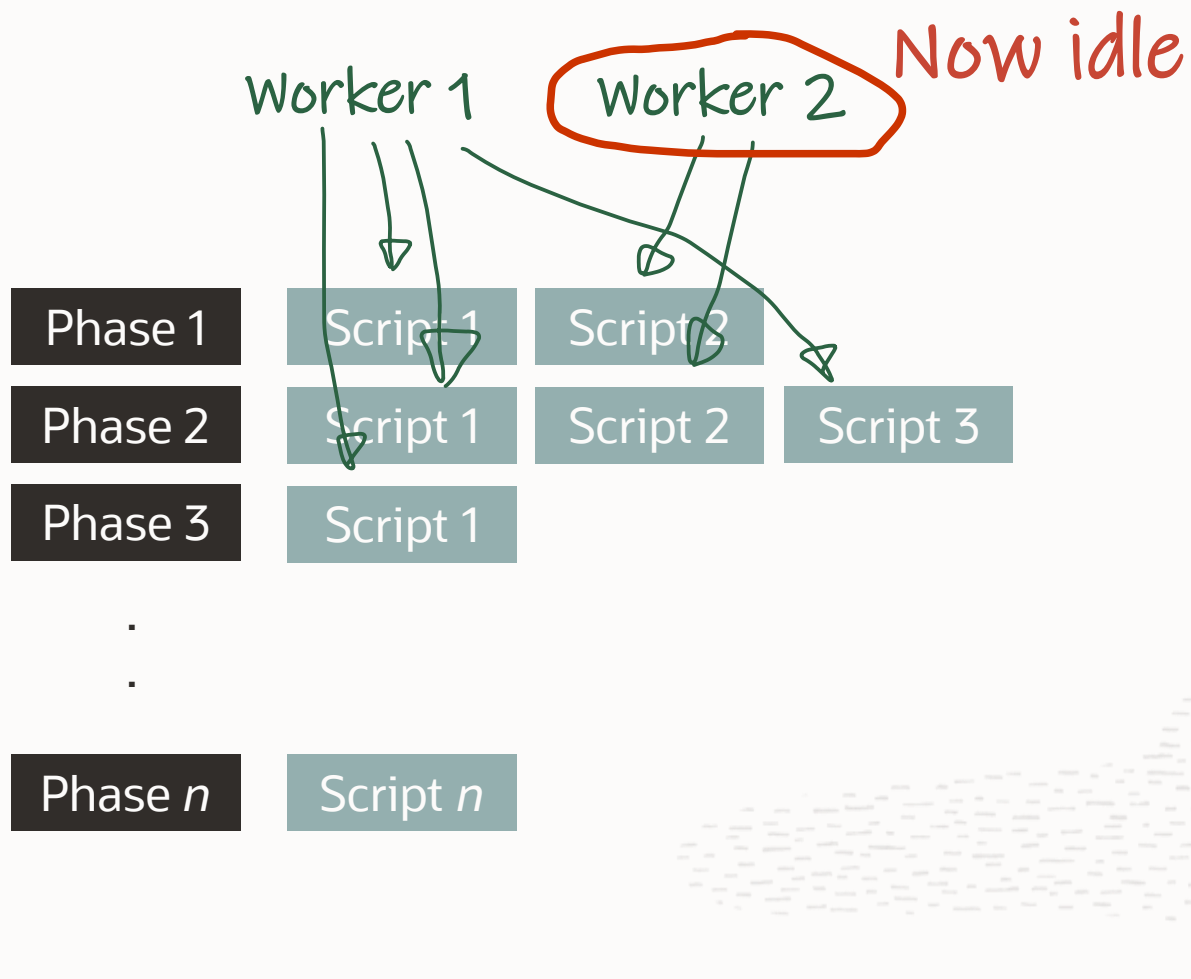 Now idle
Worker 1 Worker 2
Phase 1 Script 1 Script 2
Phase 2 Script 1 Script 2 Script 3
Phase 3 Script 1
.
.
Phase n Script n